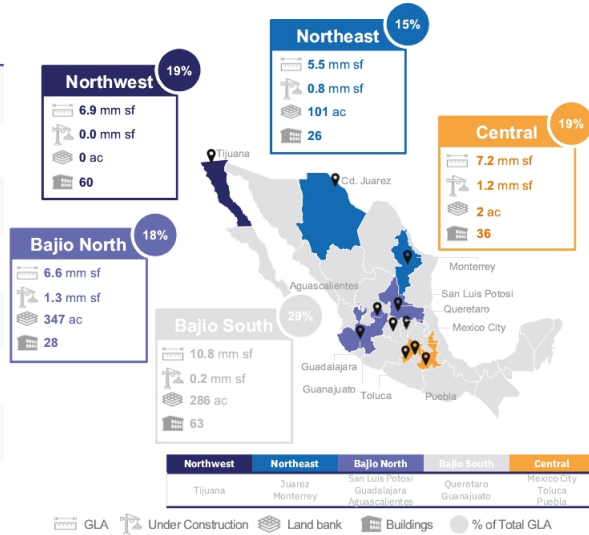 Northeast
15%
5.5 mm sf
0.8 mm sf
101 ac
26
Northwest
19%
6.9 mm sf
0.0 mm sf
0 ac
60
Central
19%
7.2 mm sf
1.2 mm sf
2 ac
36
Bajio North
18%
6.6 mm sf
1.3 mm sf
347 ac
28
Bajio South
29%
10.8 mm sf
0.2 mm sf
286 ac
63
Tijuana
Cd. Juarez
Monterrey
Aguascalientes
San Luis Potosi
Queretaro
Mexico City
Guadalajara
Guanajuato
Toluca
Puebla
Northwest Northeast Bajio North Bajio South Central
Tijuana
Juarez
Monterrey
San Luis Potosi
Guadalajara
Aguascalientes
Queretaro
Guanajuato
Mexico City
Toluca
Puebla
GLA Under Construction Land bank Buildings % of Total GLA